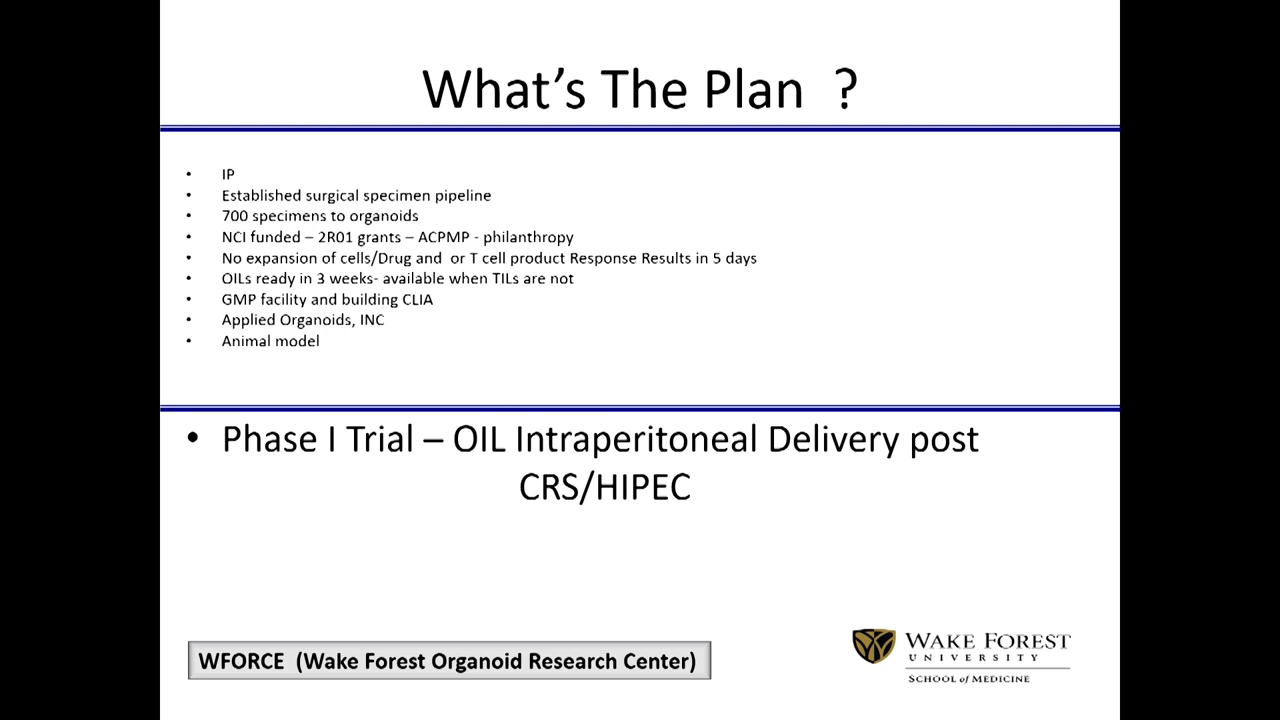 What's The Plan ?
• IP
• Established surgical specimen pipeline
• 700 specimens to organoids
• NCI funded – 2R01 grants – ACPMP - philanthropy
• No expansion of cells/Drug and or T cell product Response Results in 5 days
• OILs ready in 3 weeks- available when TILs are not
• GMP facility and building CLIA
• Applied Organoids, INC
• Animal model
• Phase I Trial – OIL Intraperitoneal Delivery post
CRS/HIPEC
WFORCE (Wake Forest Organoid Research Center)
WAKE FOREST
UNIVERSITY
SCHOOL of MEDICINE